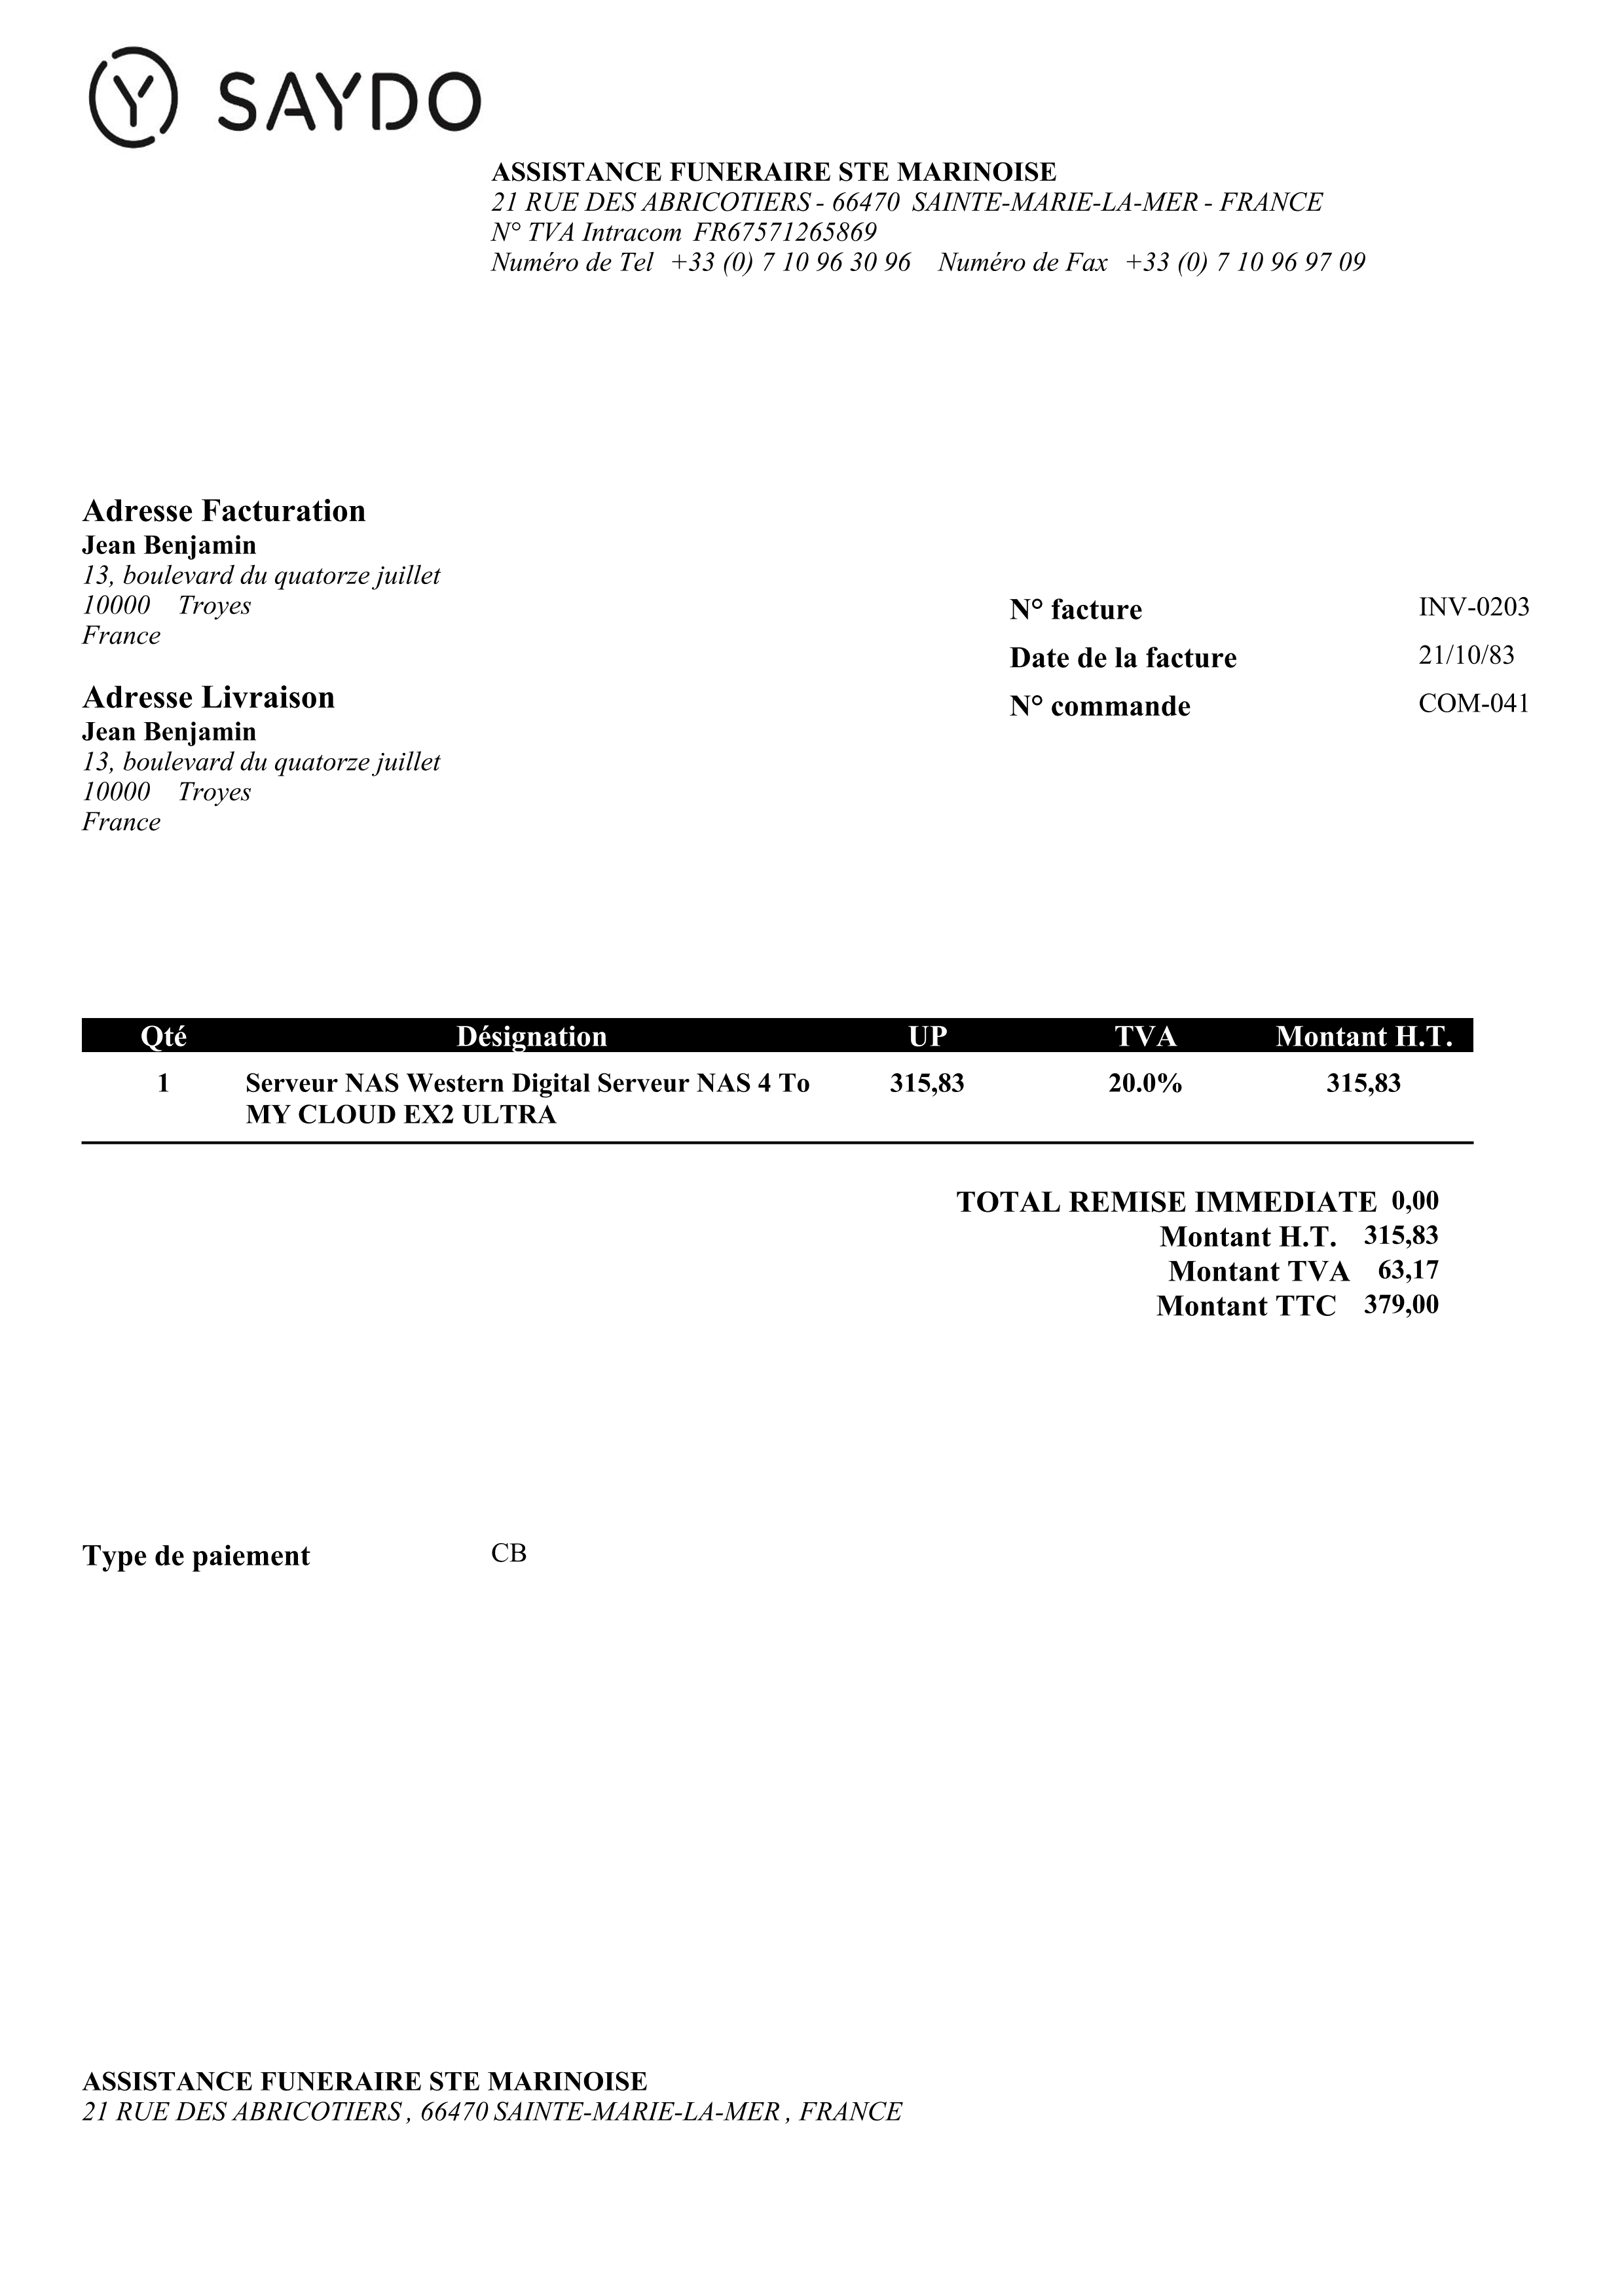 Y SAYDO
ASSISTANCE FUNERAIRE STE MARINOISE
21 RUE DES ABRICOTIERS - 66470 SAINTE-MARIE-LA-MER - FRANCE
N° TVA Intracom FR67571265869
Numéro de Tel +33 (0) 7 10 96 30 96 Numéro de Fax +33 (0) 7 10 96 97 09
Adresse Facturation
Jean Benjamin
13, boulevard du quatorze juillet
10000 Troyes
France
Adresse Livraison
Jean Benjamin
13, boulevard du quatorze juillet
10000 Troyes
France
N° facture INV-0203
Date de la facture 21/10/83
N° commande COM-041
Qté Désignation UP TVA Montant H.T.
1 Serveur NAS Western Digital Serveur NAS 4 To 315,83 20.0% 315,83
MY CLOUD EX2 ULTRA
TOTAL REMISE IMMEDIATE 0,00
Montant H.T. 315,83
Montant TVA 63,17
Montant TTC 379,00
Type de paiement CB
ASSISTANCE FUNERAIRE STE MARINOISE
21 RUE DES ABRICOTIERS , 66470 SAINTE-MARIE-LA-MER , FRANCE